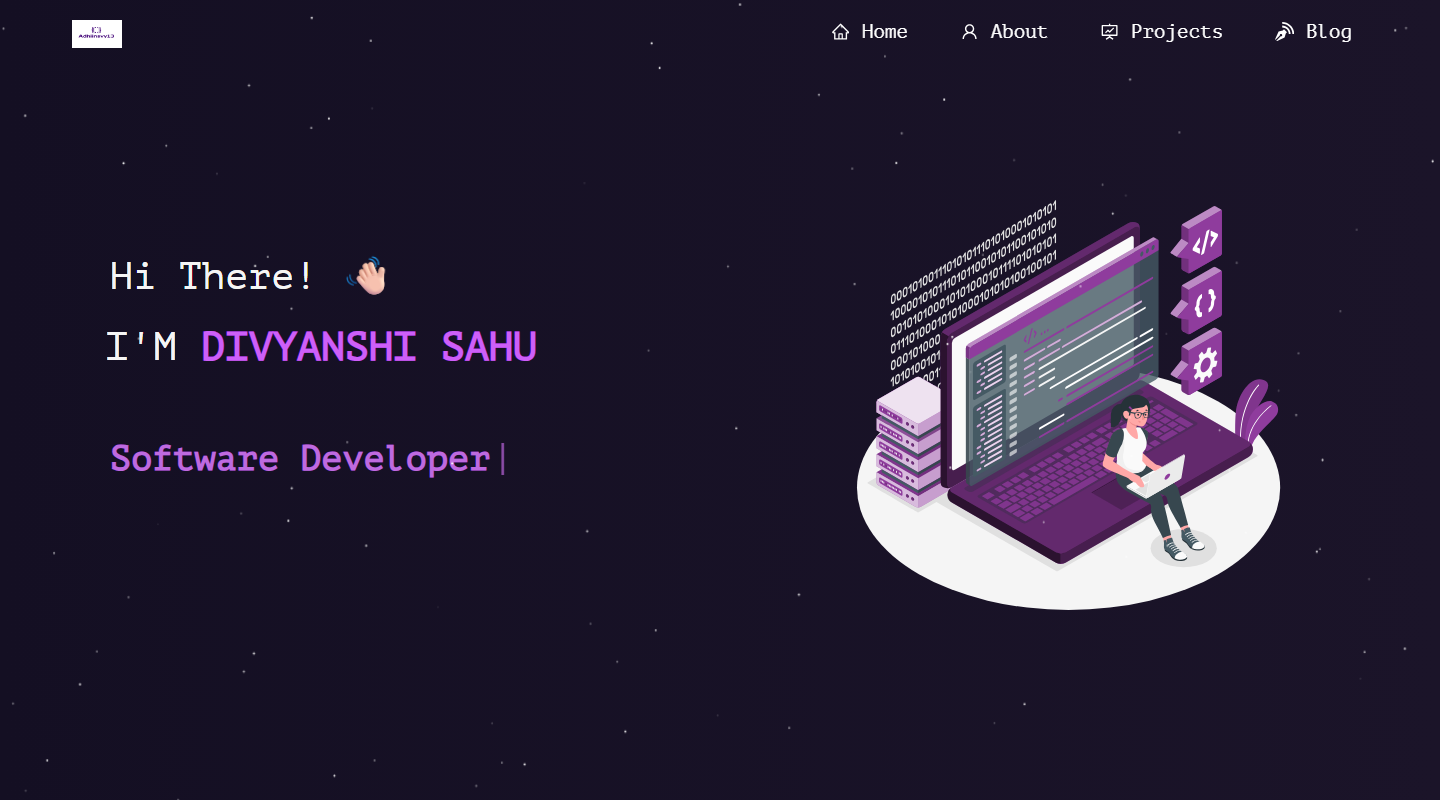 Home
About
Projects
Blog
Hi There! 👋🏻
I'M DIVYANSHI SAHU
Software Developer|